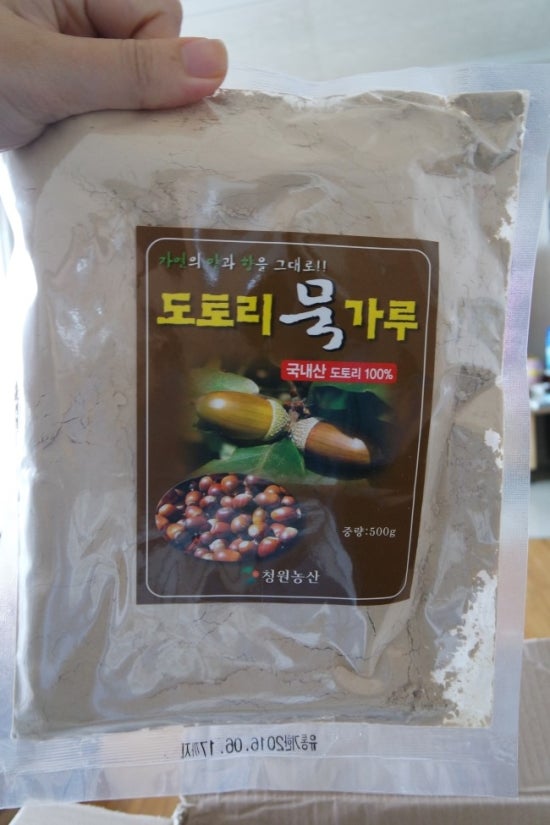 자연의 맛과 향을 그대로!!
도토리묵가루
국내산 도토리 100%
중량:500g
청원농산
유통기한2016.06.17까지